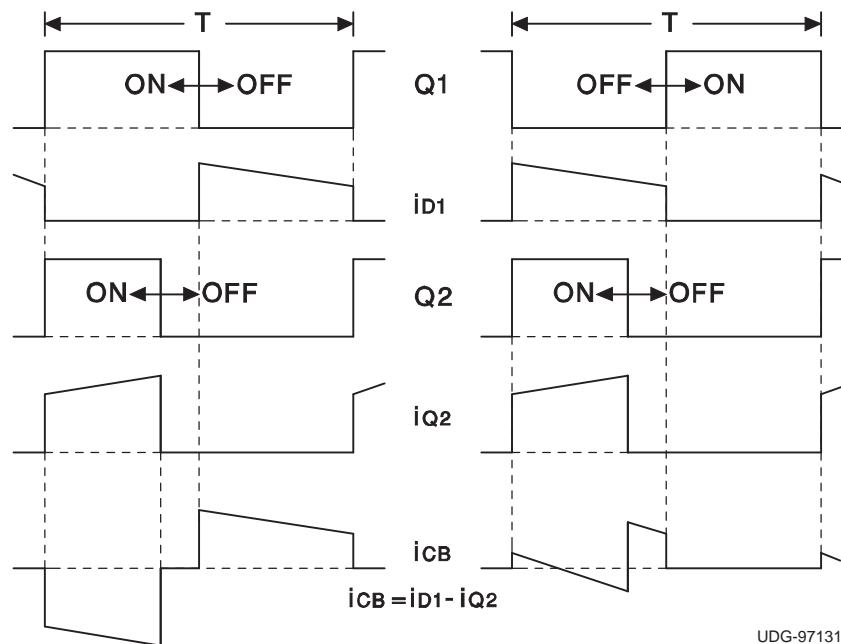 T T
ON OFF Q1 OFF ON
iD1
ON OFF Q2 ON OFF
iQ2
iCB
iCB = iD1 - iQ2
UDG-97131